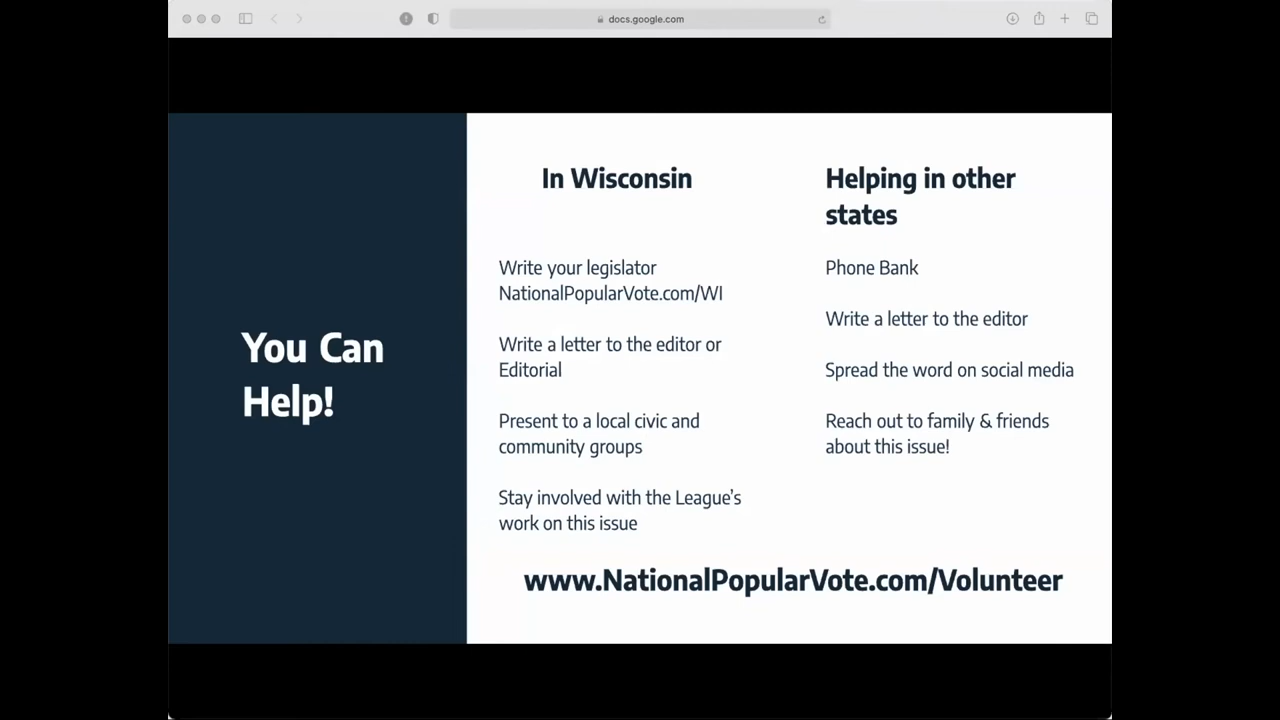 docs.google.com
You Can
Help!
In Wisconsin
Write your legislator
NationalPopularVote.com/WI
Write a letter to the editor or
Editorial
Present to a local civic and
community groups
Stay involved with the League’s
work on this issue
Helping in other
states
Phone Bank
Write a letter to the editor
Spread the word on social media
Reach out to family & friends
about this issue!
www.NationalPopularVote.com/Volunteer